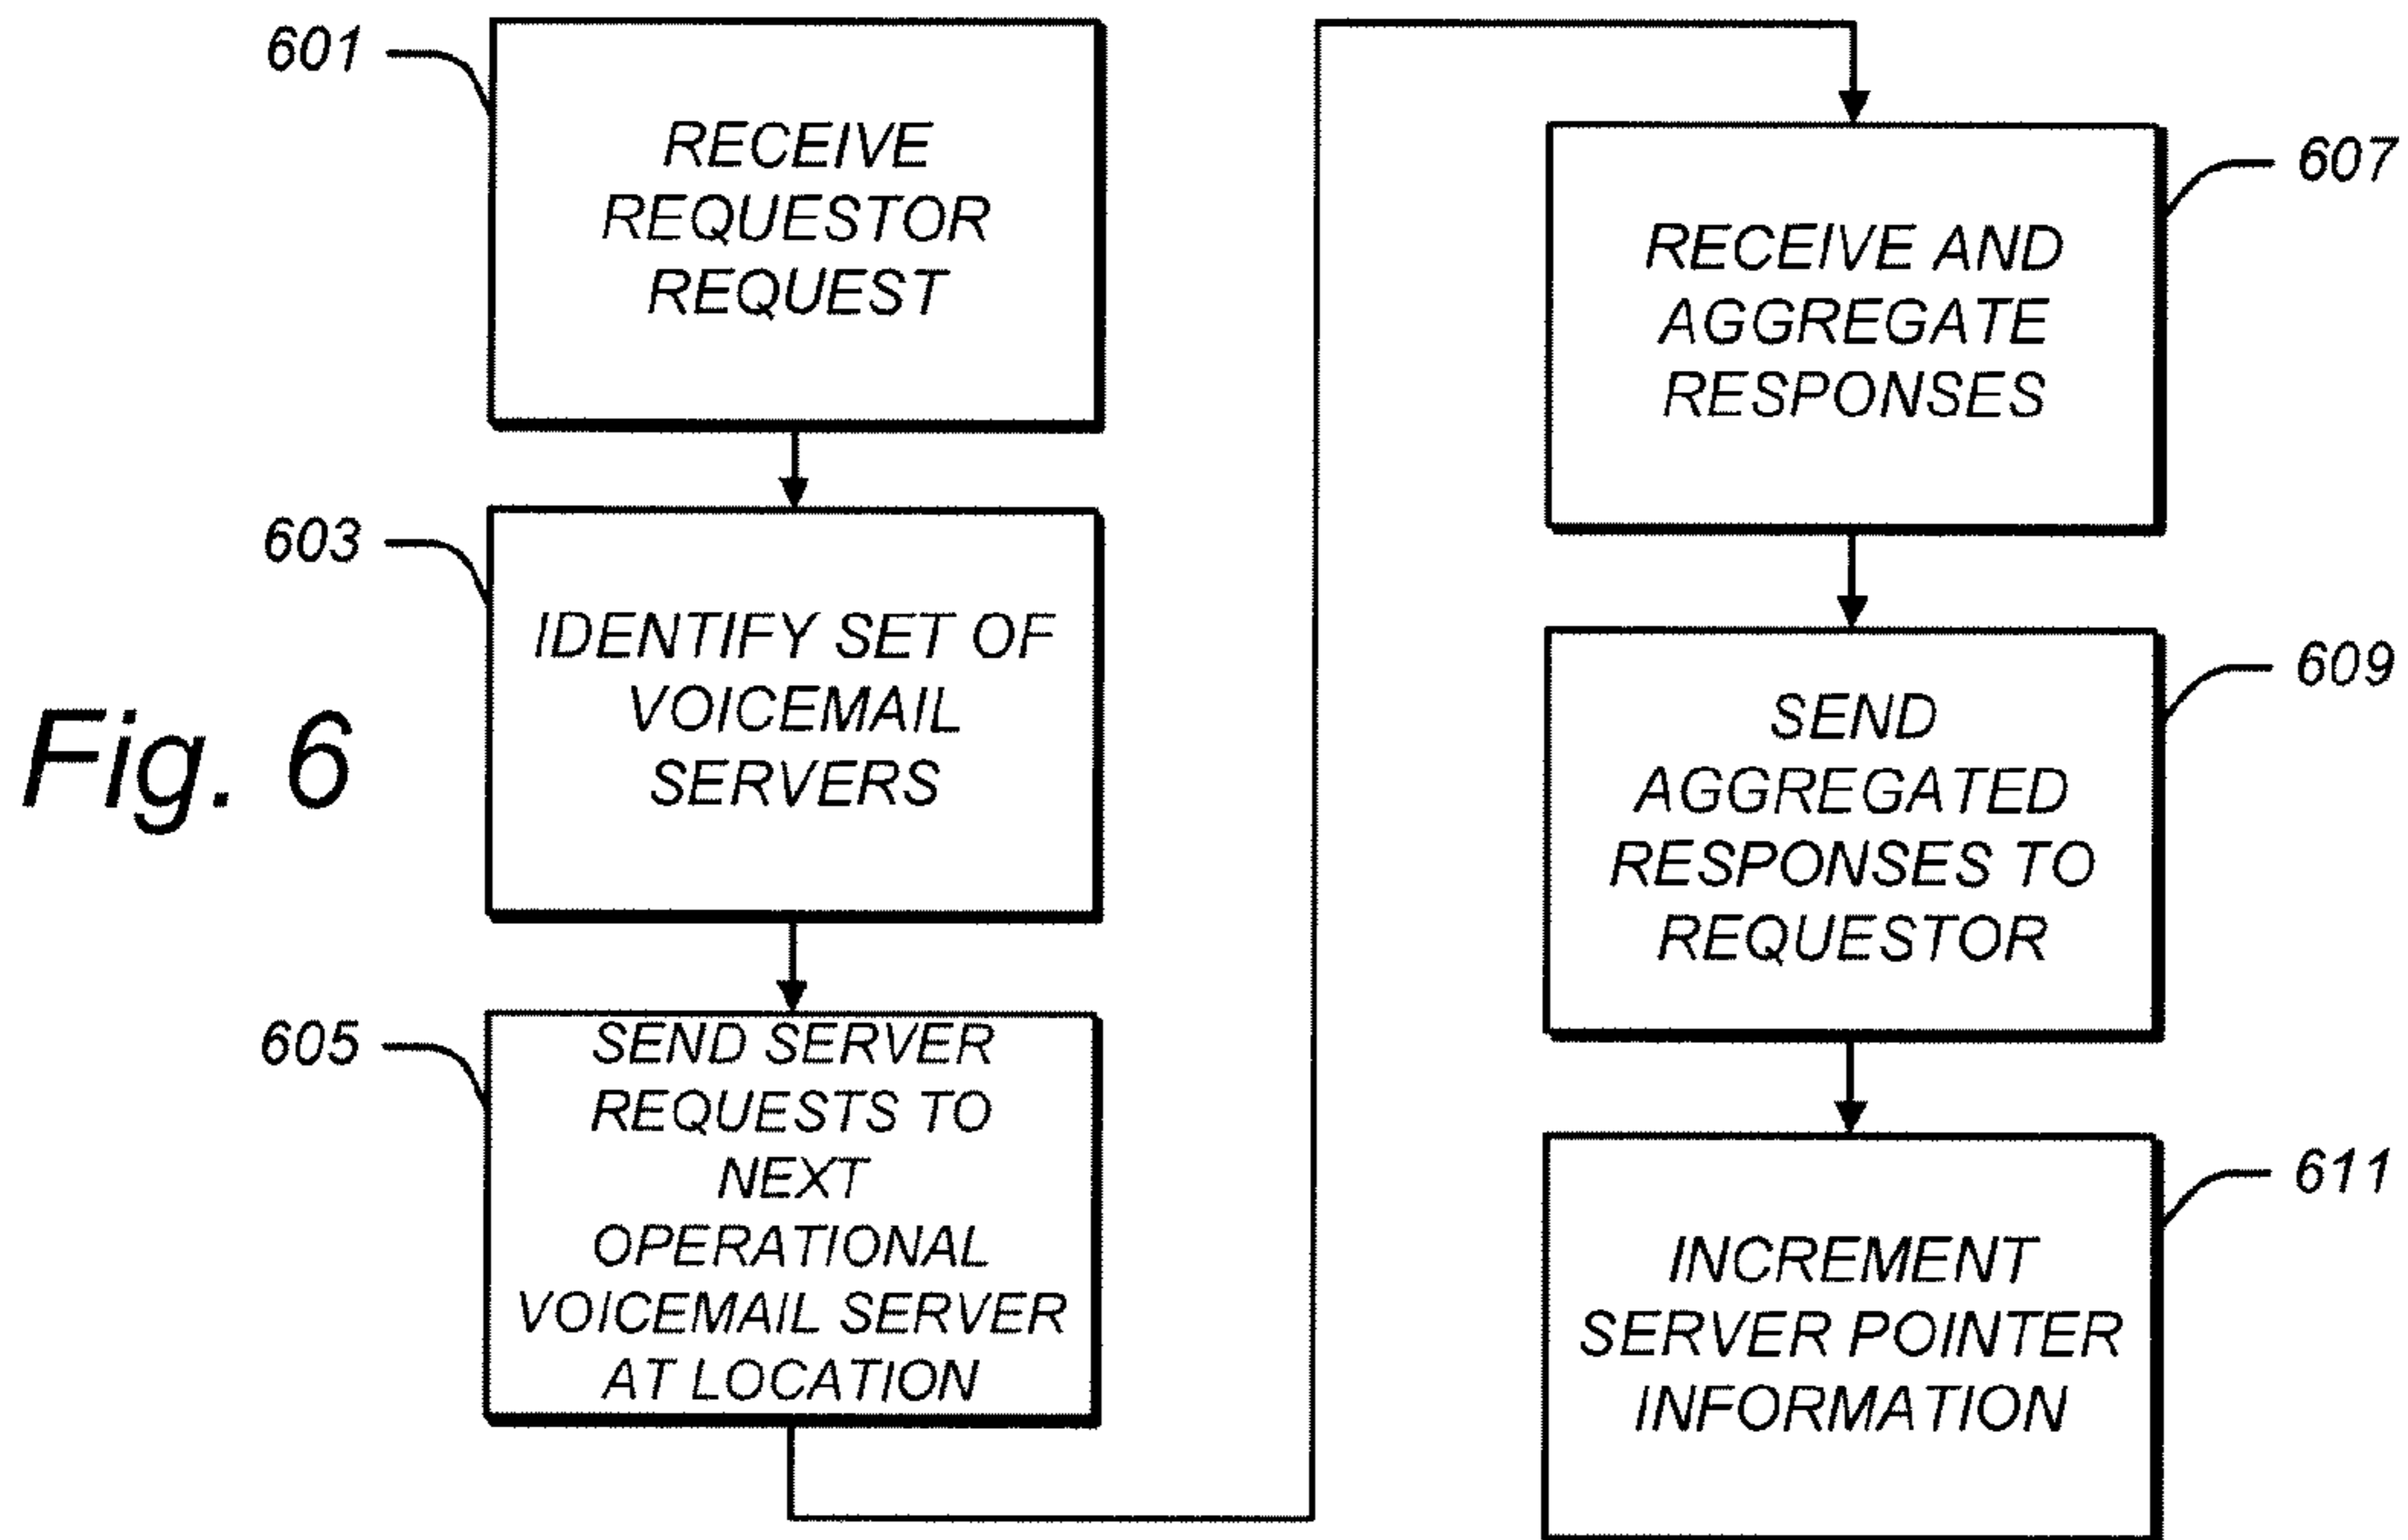 601
RECEIVE
REQUESTOR
REQUEST
603
IDENTIFY SET OF
VOICEMAIL
SERVERS
Fig. 6
605
SEND SERVER
REQUESTS TO
NEXT
OPERATIONAL
VOICEMAIL SERVER
AT LOCATION
607
RECEIVE AND
AGGREGATE
RESPONSES
609
SEND
AGGREGATED
RESPONSES TO
REQUESTOR
611
INCREMENT
SERVER POINTER
INFORMATION